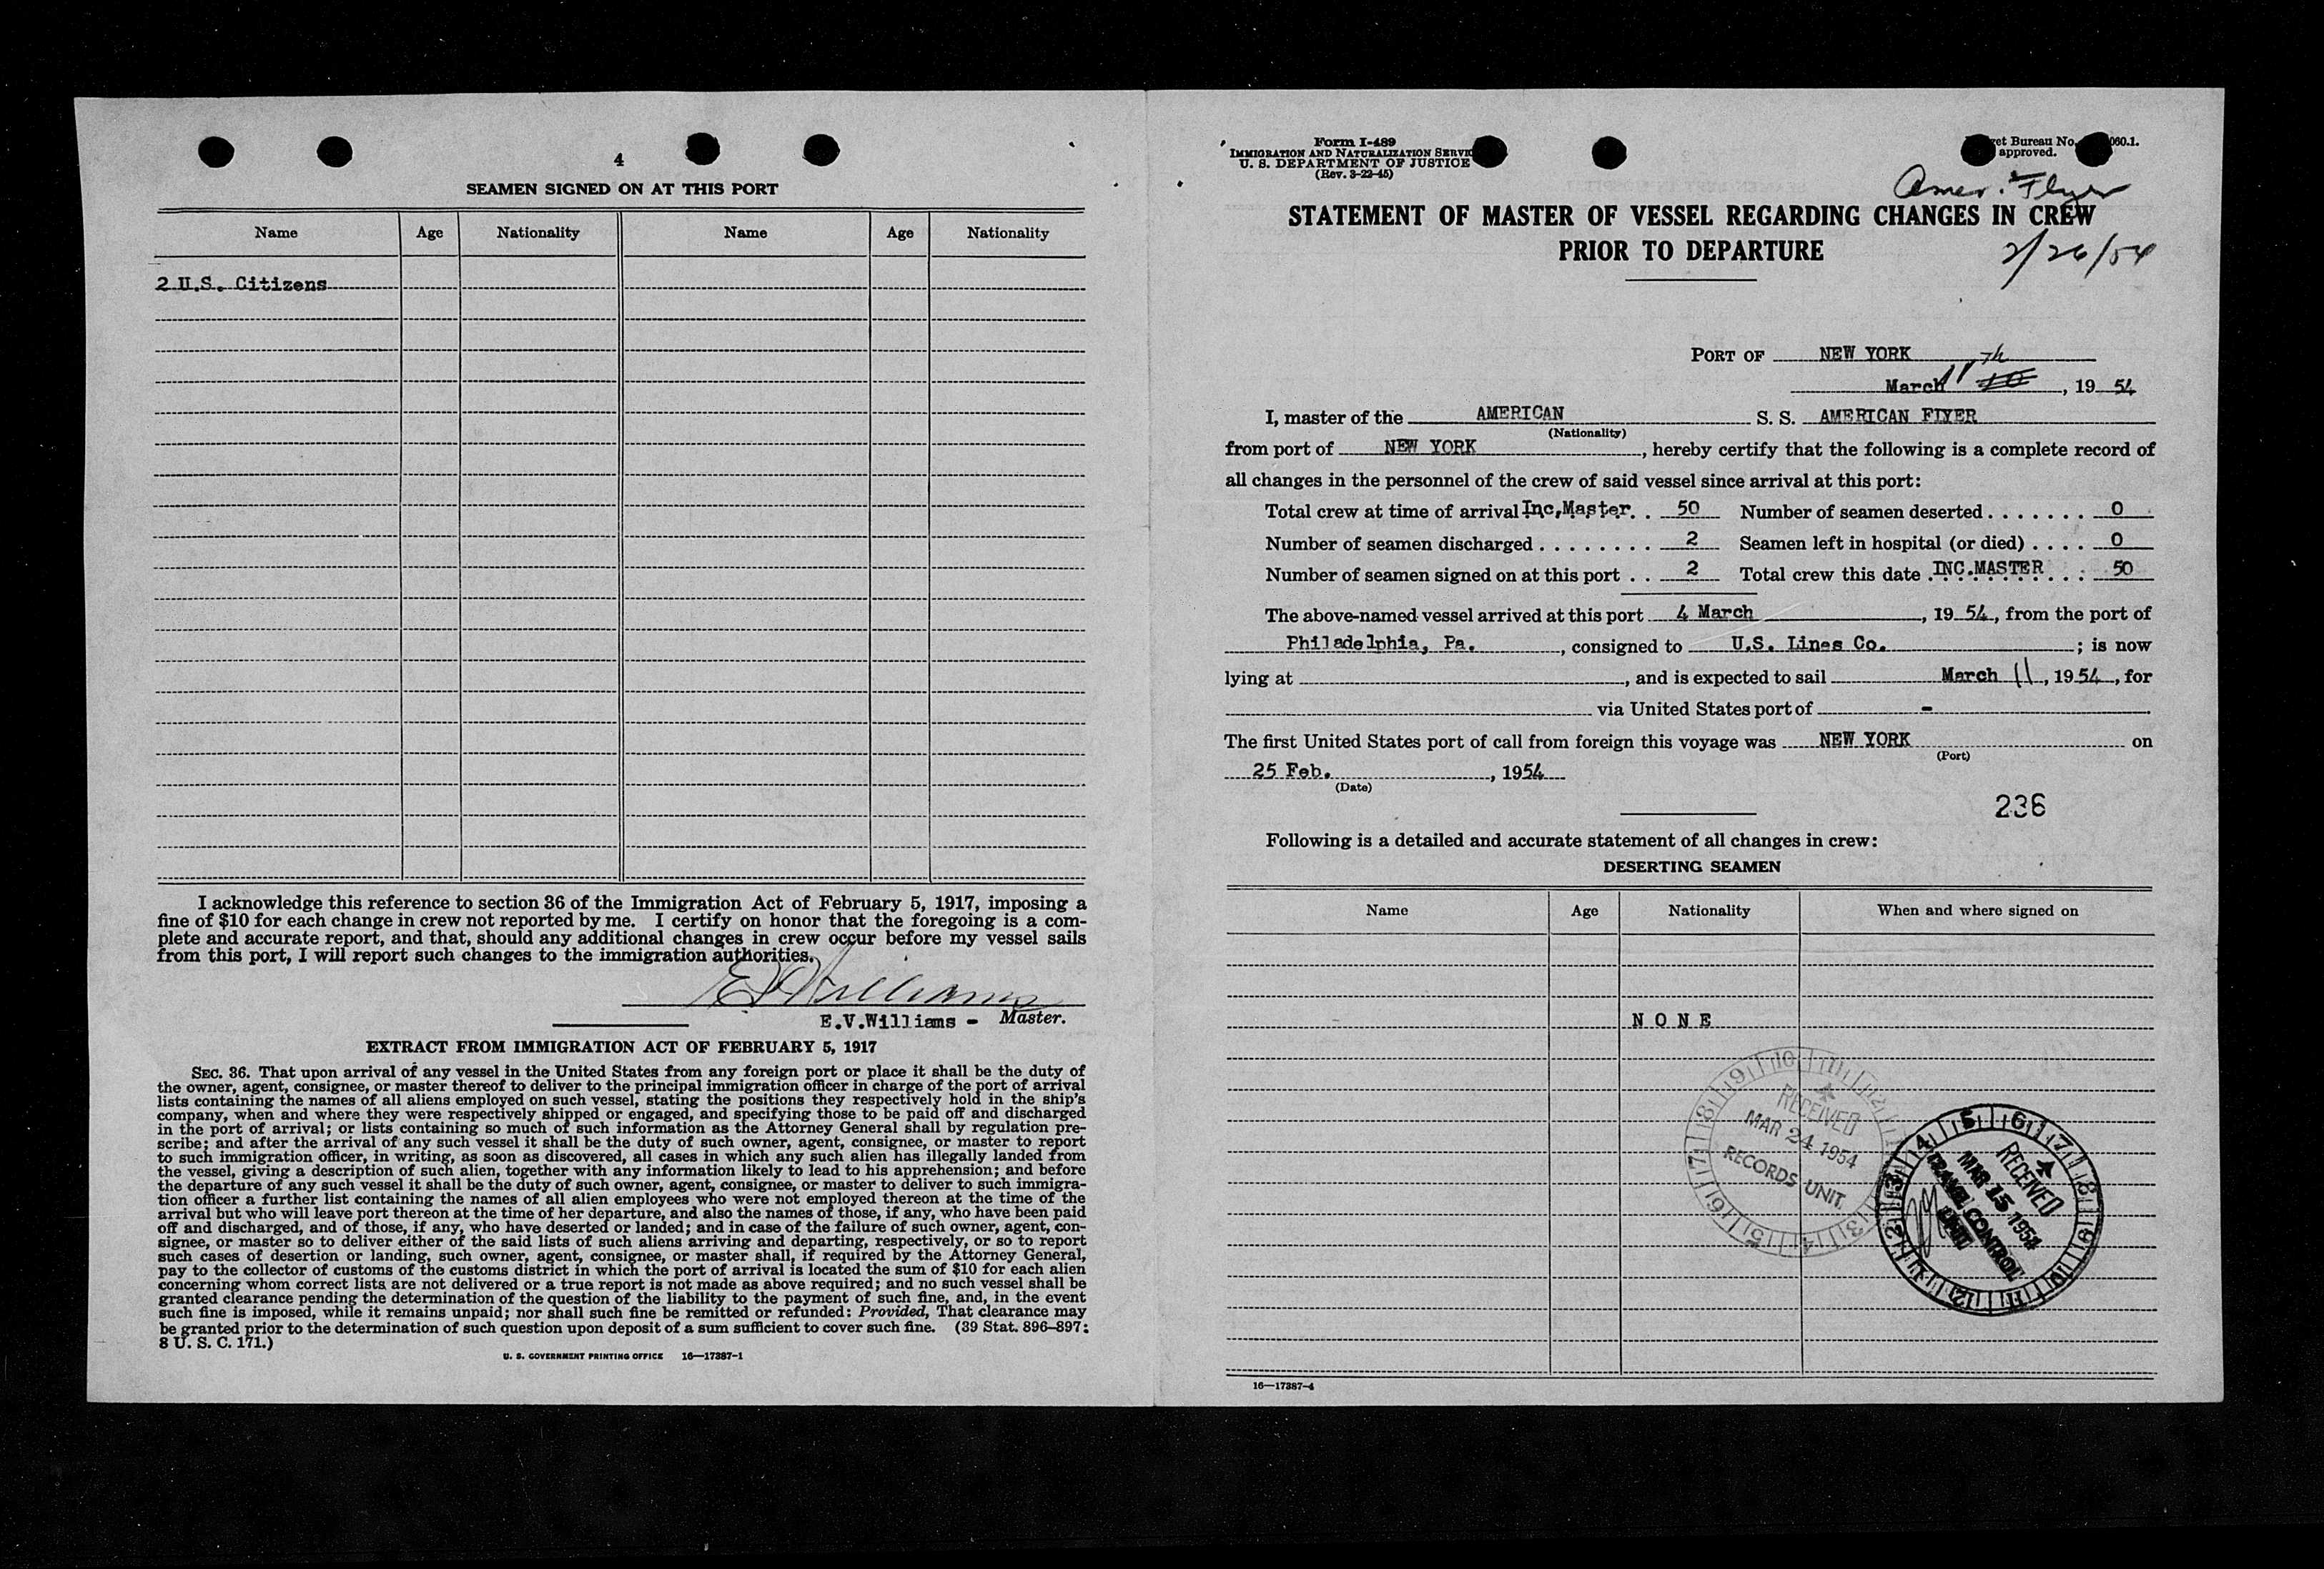 4
SEAMEN SIGNED ON AT THIS PORT
Name Age Nationality Name Age Nationality
2 U.S. Citizens
I acknowledge this reference to section 36 of the Immigration Act of February 5, 1917, imposing a
fine of $10 for each change in crew not reported by me. I certify on honor that the foregoing is a com-
plete and accurate report, and that, should any additional changes in crew occur before my vessel sails
from this port, I will report such changes to the immigration authorities.
E.V.Williams
E.V.Williams - Master.
EXTRACT FROM IMMIGRATION ACT OF FEBRUARY 5, 1917
SEC. 36. That upon arrival of any vessel in the United States from any foreign port or place it shall be the duty of
the owner, agent, consignee, or master thereof to deliver to the principal immigration officer in charge of the port of arrival
lists containing the names of all aliens employed on such vessel, stating the positions they respectively hold in the ship's
company, when and where they were respectively shipped or engaged, and specifying those to be paid off and discharged
in the port of arrival; or lists containing so much of such information as the Attorney General shall by regulation pre-
scribe; and after the arrival of any such vessel it shall be the duty of such owner, agent, consignee, or master to report
to such immigration officer, in writing, as soon as discovered, all cases in which any such alien has illegally landed from
the vessel, giving a description of such alien, together with any information likely to lead to his apprehension; and before
the departure of any such vessel it shall be the duty of such owner, agent, consignee, or master to deliver to such immigra-
tion officer a further list containing the names of all alien employees who were not employed thereon at the time of the
arrival but who will leave port thereon at the time of her departure, and also the names of those, if any, who have been paid
off and discharged, and of those, if any, who have deserted or landed; and in case of the failure of such owner, agent, con-
signee, or master so to deliver either of the said lists of such aliens arriving and departing, respectively, or so to report
such cases of desertion or landing, such owner, agent, consignee, or master shall, if required by the Attorney General,
pay to the collector of customs of the customs district in which the port of arrival is located the sum of $10 for each alien
concerning whom correct lists are not delivered or a true report is not made as above required; and no such vessel shall be
granted clearance pending the determination of the question of the liability to the payment of such fine, and, in the event
such fine is imposed, while it remains unpaid; nor shall such fine be remitted or refunded: Provided, That clearance may
be granted prior to the determination of such question upon deposit of a sum sufficient to cover such fine. (39 Stat. 896-897;
8 U. S. C. 171.)
U. S. GOVERNMENT PRINTING OFFICE 16—17387-1
Form I-489
IMMIGRATION AND NATURALIZATION
U. S. DEPARTMENT OF JUSTICE
(Rev. 3-22-45)
Bureau No. 060.1.
approved.
Amer. Flyer
STATEMENT OF MASTER OF VESSEL REGARDING CHANGES IN CREW
PRIOR TO DEPARTURE
2/26/54
PORT OF NEW YORK
March 11th 10, 19 54
I, master of the AMERICAN S. S. AMERICAN FLYER
(Nationality)
from port of NEW YORK, hereby certify that the following is a complete record of
all changes in the personnel of the crew of said vessel since arrival at this port:
Total crew at time of arrival Inc,Master. . 50 Number of seamen deserted . . . . . . . 0
Number of seamen discharged . . . . . . . . 2 Seamen left in hospital (or died) . . . . 0
Number of seamen signed on at this port . . 2 Total crew this date INC.MASTER . . . 50
The above-named vessel arrived at this port 4 March, 19 54, from the port of
Philadelphia, Pa., consigned to U.S. Lines Co.; is now
lying at , and is expected to sail March 11, 1954, for
via United States port of -
The first United States port of call from foreign this voyage was NEW YORK on
(Port)
25 Feb., 1954
(Date)
236
Following is a detailed and accurate statement of all changes in crew:
DESERTING SEAMEN
Name Age Nationality When and where signed on
NONE
RECEIVED
MAR 24 1954
RECORDS UNIT
RECEIVED
MAR 15 1954
TRAVEL CONTROL
UNIT
16—17387-4